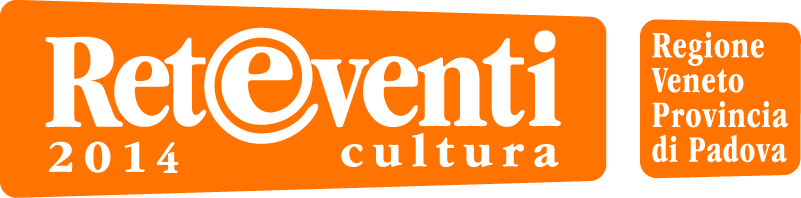 Reteventi
2014 cultura
Regione
Veneto
Provincia
di Padova